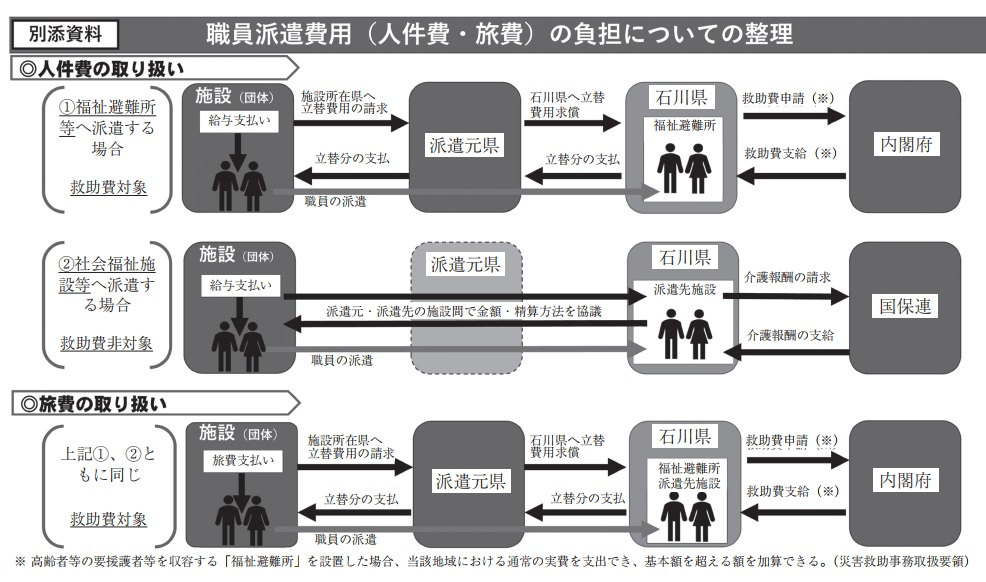 別添資料
職員派遣費用（人件費・旅費）の負担についての整理
◎人件費の取り扱い
①福祉避難所
等へ派遣する
場合
救助費対象
施設（団体）
給与支払い
施設所在県へ
立替費用の請求
立替分の支払
職員の派遣
派遣元県
石川県へ立替
費用求償
立替分の支払
石川県
福祉避難所
救助費申請（※）
救助費支給（※）
内閣府
②社会福祉施
設等へ派遣す
る場合
救助費非対象
施設（団体）
給与支払い
派遣元県
派遣元・派遣先の施設間で金額・精算方法を協議
職員の派遣
石川県
派遣先施設
介護報酬の請求
介護報酬の支給
国保連
◎旅費の取り扱い
上記①、②と
もに同じ
救助費対象
施設（団体）
旅費支払い
施設所在県へ
立替費用の請求
立替分の支払
職員の派遣
派遣元県
石川県へ立替
費用求償
立替分の支払
石川県
福祉避難所
派遣先施設
救助費申請（※）
救助費支給（※）
内閣府
※ 高齢者等の要援護者等を収容する「福祉避難所」を設置した場合、当該地域における通常の実費を支出でき、基本額を超える額を加算できる。（災害救助事務取扱要領）